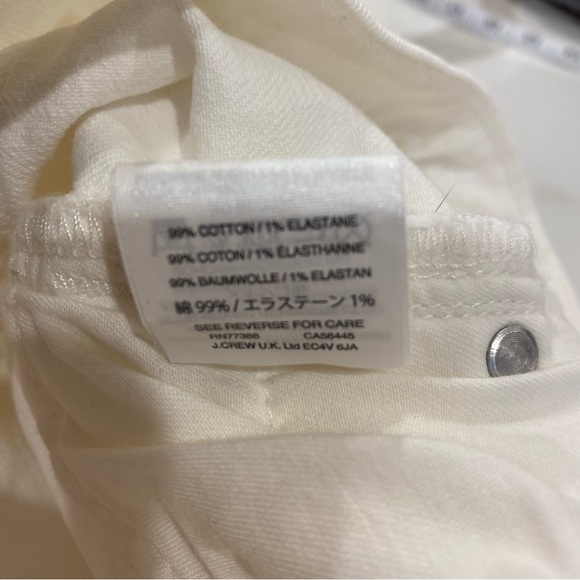 99% COTTON / 1% ELASTANE
99% COTON / 1% ÉLASTHANNE
99% BAUMWOLLE / 1% ELASTAN
綿 99% / エラステーン 1%
SEE REVERSE FOR CARE
RN77388 CA56445
J.CREW U.K. Ltd EC4V 6JA